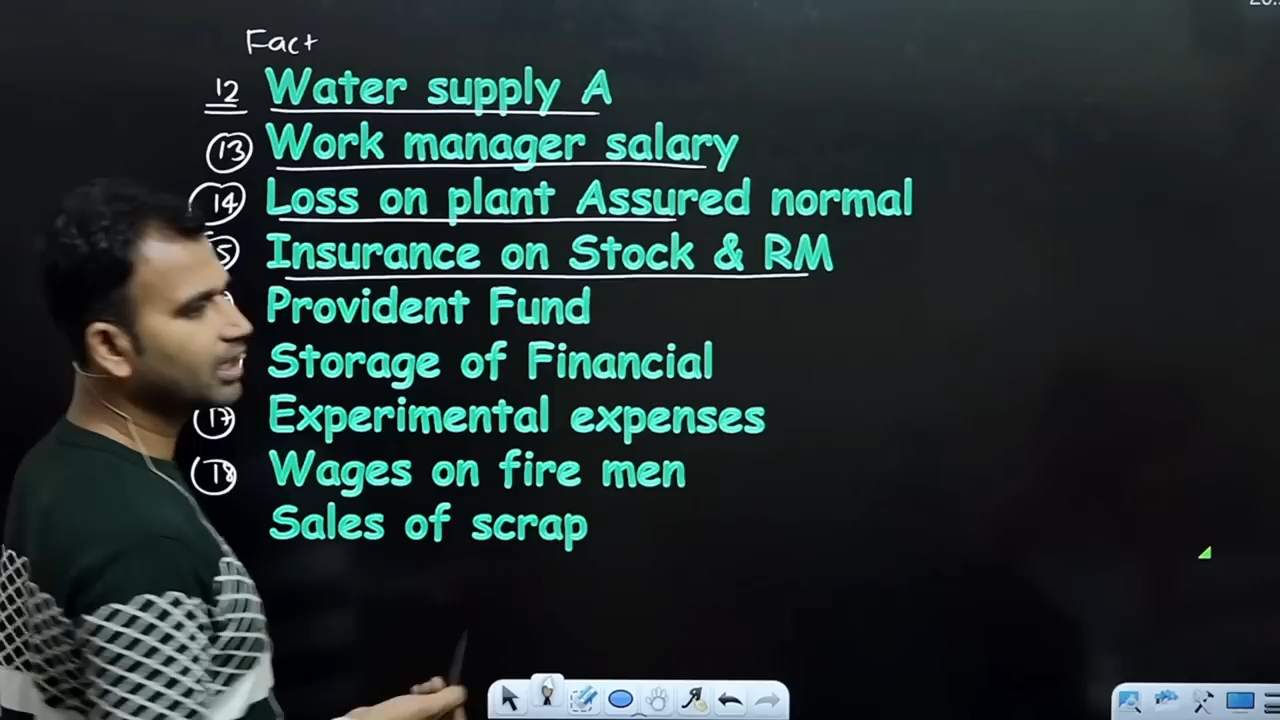 Fact
12 Water supply A
13 Work manager salary
14 Loss on plant Assured normal
5 Insurance on Stock & RM
Provident Fund
Storage of Financial
17 Experimental expenses
18 Wages on fire men
Sales of scrap